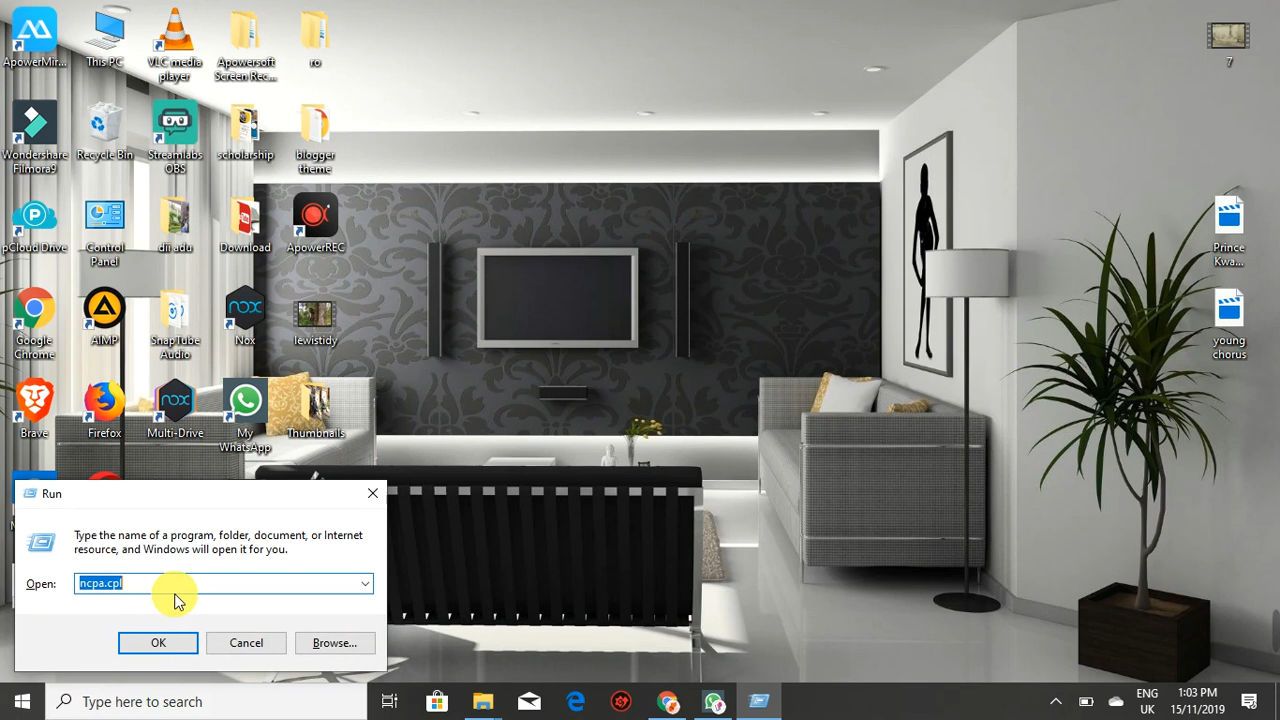 ApowerMir...
This PC
VLC media
player
Apowersoft
Screen Rec...
ro
7
Wondershare
Filmora9
Recycle Bin
Streamlabs
OBS
scholarship
blogger
theme
pCloud Drive
Control
Panel
dii adu
Download
ApowerREC
Prince
Kwa...
Google
Chrome
AIMP
SnapTube
Audio
nox
Nox
lewistidy
young
chorus
Brave
Firefox
nox
Multi-Drive
My
WhatsApp
Thumbnails
Run
Type the name of a program, folder, document, or Internet
resource, and Windows will open it for you.
Open:
ncpa.cpl
OK
Cancel
Browse...
Type here to search
ENG
UK
1:03 PM
15/11/2019